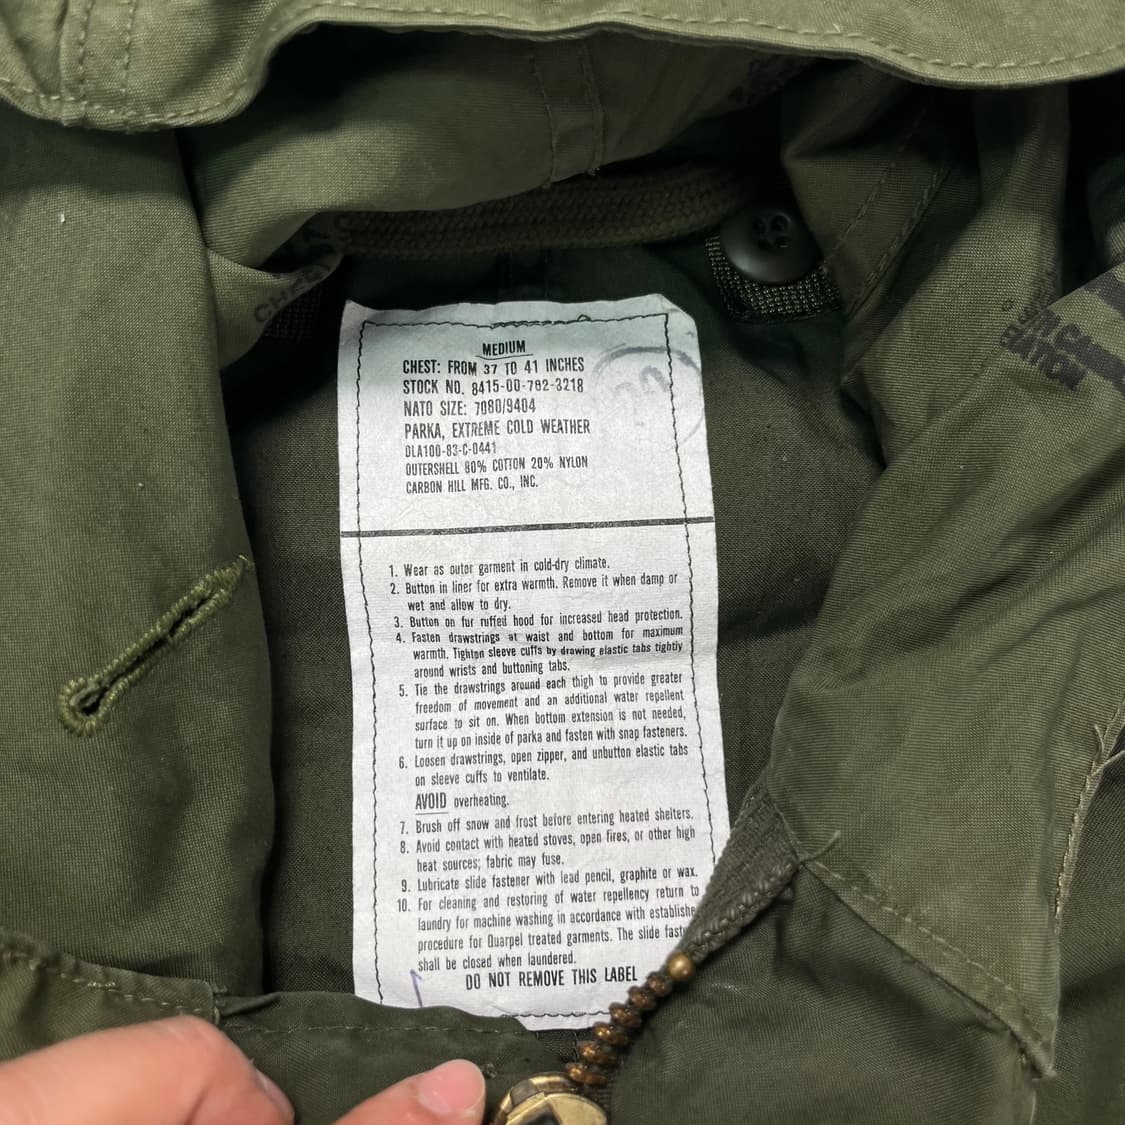 MEDIUM
CHEST: FROM 37 TO 41 INCHES
STOCK NO. 8415-00-782-3218
NATO SIZE: 7080/9404
PARKA, EXTREME COLD WEATHER
DLA100-83-C-0441
OUTERSHELL 80% COTTON 20% NYLON
CARBON HILL MFG. CO., INC.
1. Wear as outer garment in cold-dry climate.
2. Button in liner for extra warmth. Remove it when damp or
wet and allow to dry.
3. Button on fur ruffed hood for increased head protection.
4. Fasten drawstrings at waist and bottom for maximum
warmth. Tighten sleeve cuffs by drawing elastic tabs tightly
around wrists and buttoning tabs.
5. Tie the drawstrings around each thigh to provide greater
freedom of movement and an additional water repellent
surface to sit on. When bottom extension is not needed,
turn it up on inside of parka and fasten with snap fasteners.
6. Loosen drawstrings, open zipper, and unbutton elastic tabs
on sleeve cuffs to ventilate.
AVOID overheating.
7. Brush off snow and frost before entering heated shelters.
8. Avoid contact with heated stoves, open fires, or other high
heat sources; fabric may fuse.
9. Lubricate slide fastener with lead pencil, graphite or wax.
10. For cleaning and restoring of water repellency return to
laundry for machine washing in accordance with establishe
procedure for Quarpel treated garments. The slide fast
shall be closed when laundered.
DO NOT REMOVE THIS LABEL